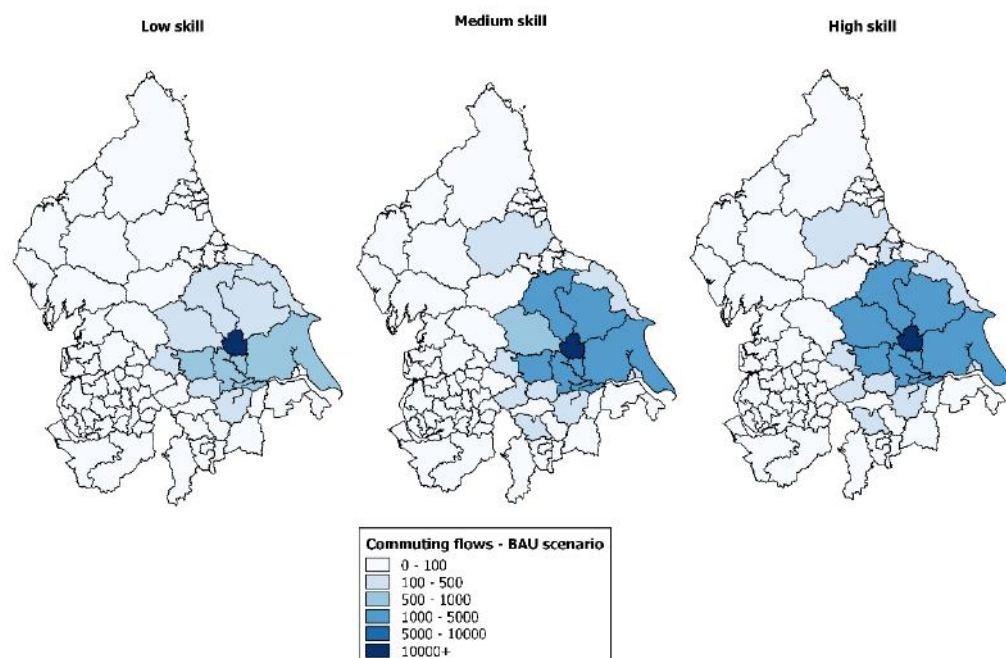 Low skill
Medium skill
High skill
Commuting flows - BAU scenario
0 - 100
100 - 500
500 - 1000
1000 - 5000
5000 - 10000
10000+